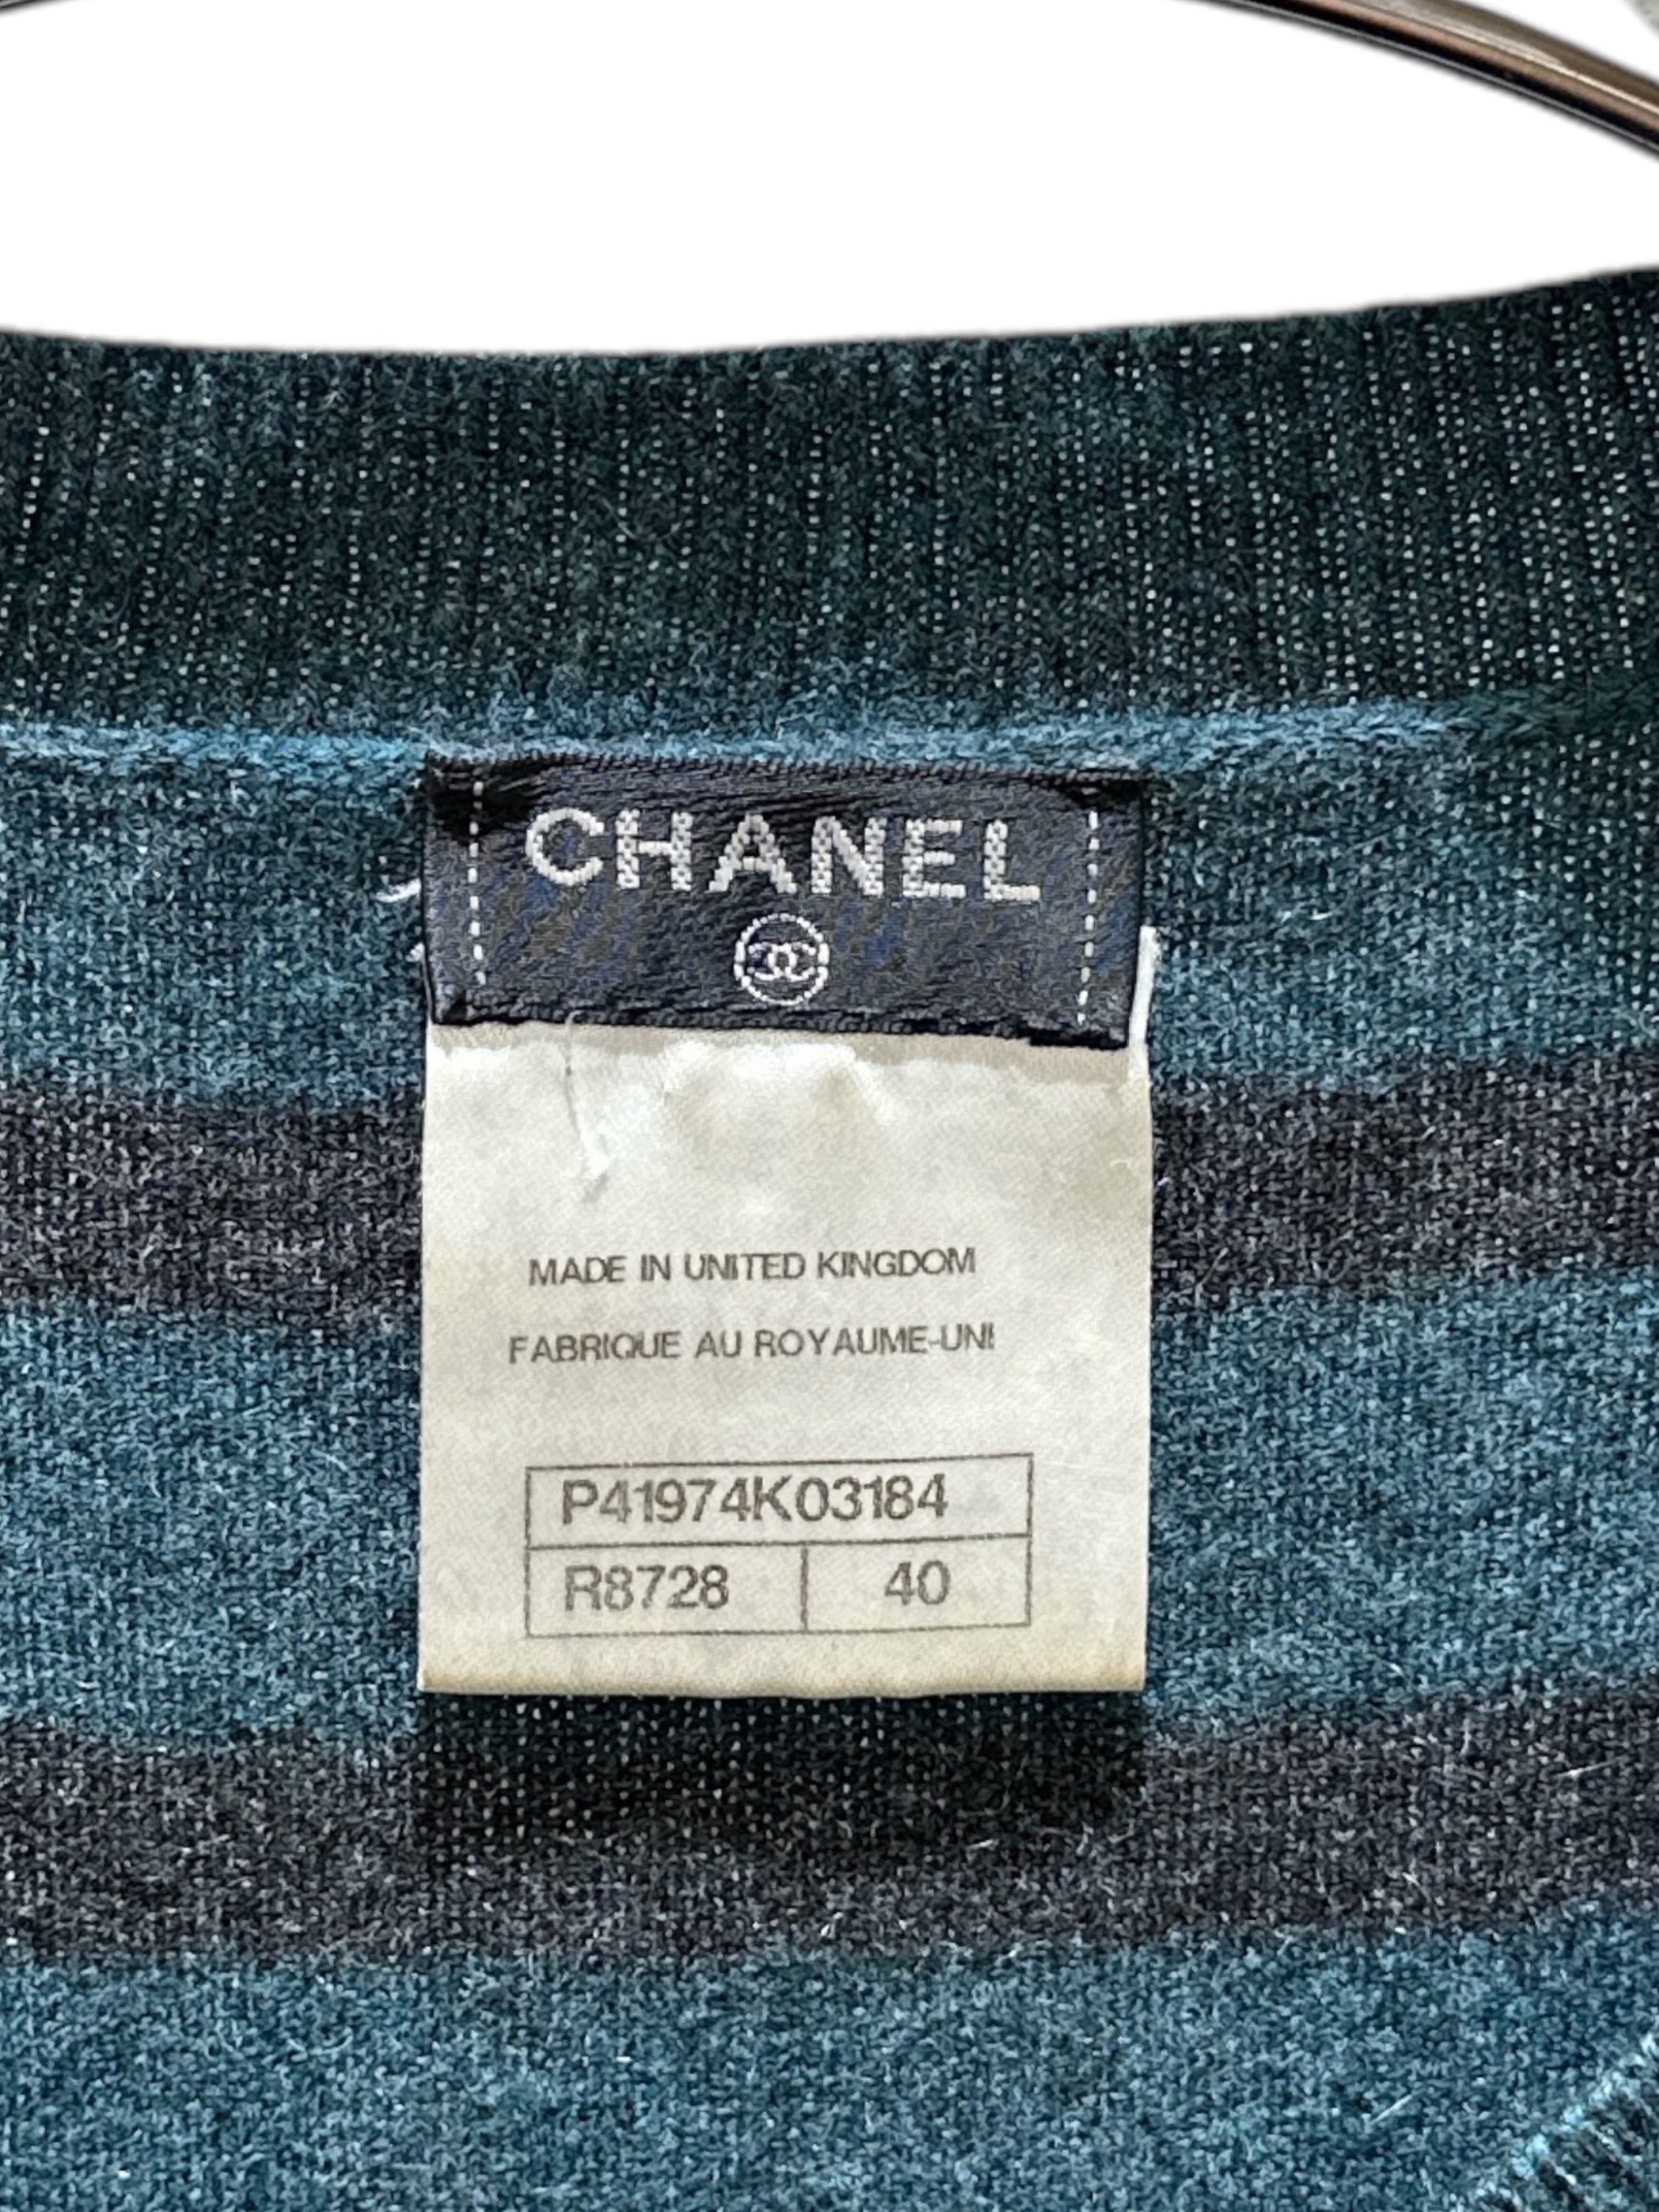 CHANEL
MADE IN UNITED KINGDOM
FABRIQUE AU ROYAUME-UNI
P41974K03184
R8728 40